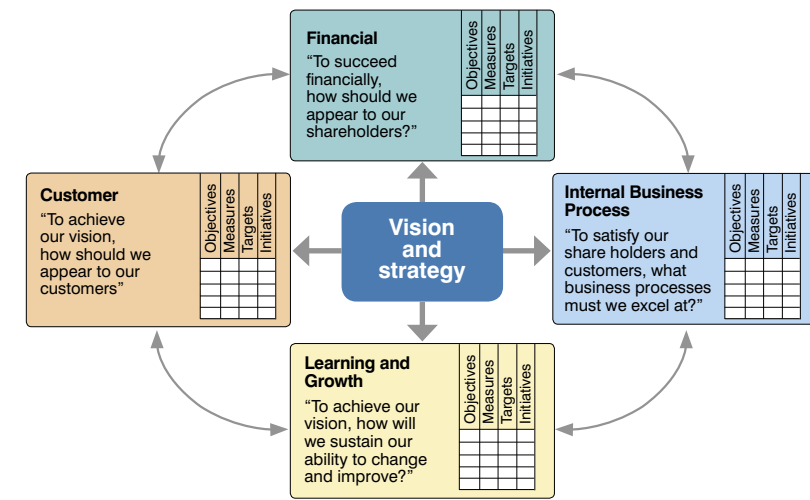 Financial
“To succeed
financially,
how should we
appear to our
shareholders?”
Objectives
Measures
Targets
Initiatives
Customer
“To achieve
our vision,
how should we
appear to our
customers”
Objectives
Measures
Targets
Initiatives
Vision
and
strategy
Internal Business
Process
“To satisfy our
share holders and
customers, what
business processes
must we excel at?”
Objectives
Measures
Targets
Initiatives
Learning and
Growth
“To achieve our
vision, how will
we sustain our
ability to change
and improve?”
Objectives
Measures
Targets
Initiatives